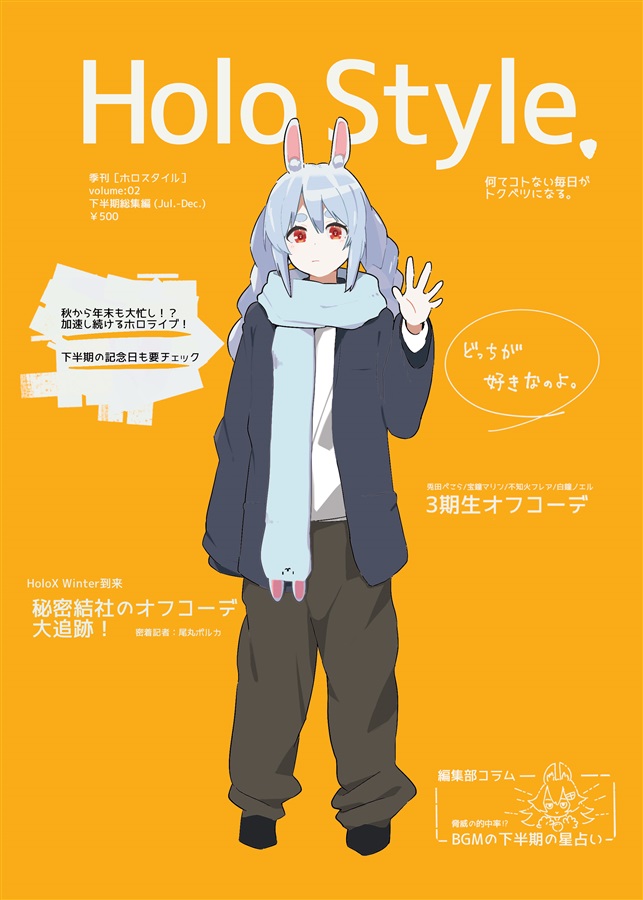 Holo Style
季刊［ホロスタイル］
volume:02
下半期総集編 (Jul.-Dec.)
￥500
何てコトない毎日が
トクベツになる。
秋から年末も大忙し！？
加速し続けるホロライブ！
下半期の記念日も要チェック
どっちが
好きなのよ。
兎田ぺこら/宝鐘マリン/不知火フレア/白銀ノエル
3期生オフコーデ
HoloX Winter到来
秘密結社のオフコーデ
大追跡！
密着記者：尾丸ポルカ
編集部コラム
脅威の的中率!?
BGMの下半期の星占い